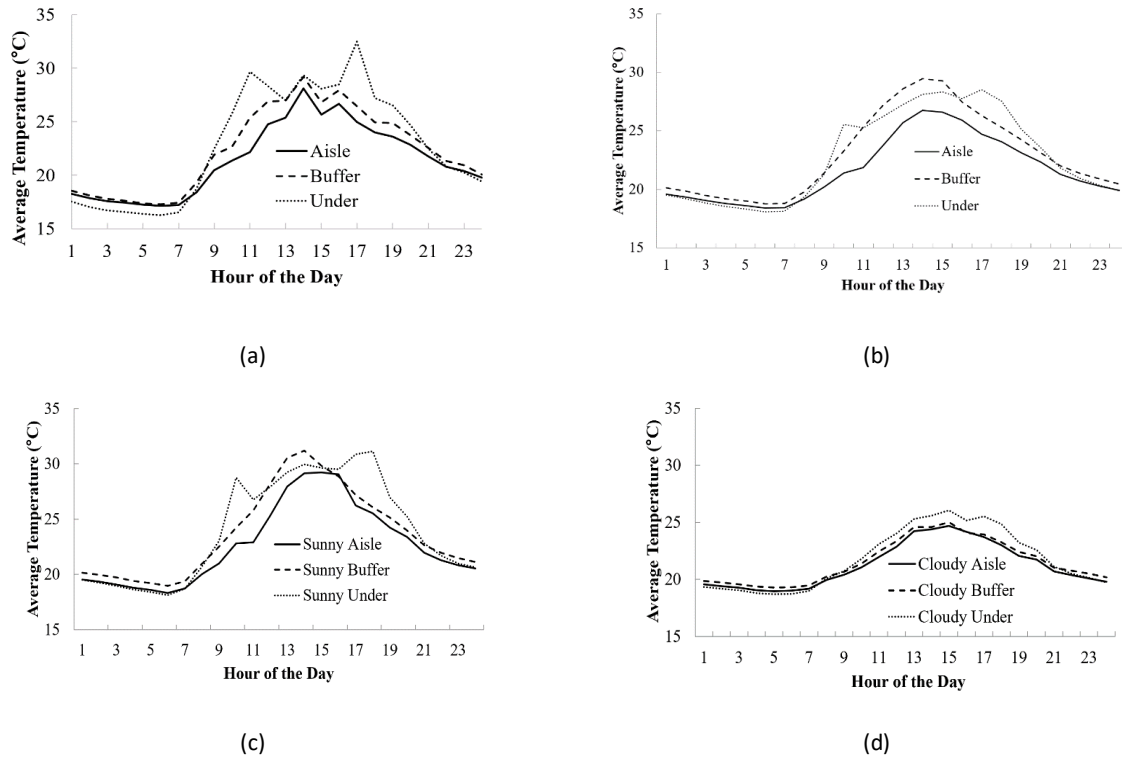 Average Temperature (°C)
35
30
25
20
15
Aisle
Buffer
Under
1 3 5 7 9 11 13 15 17 19 21 23
Hour of the Day
(a)
Average Temperature (°C)
35
30
25
20
15
Aisle
Buffer
Under
1 3 5 7 9 11 13 15 17 19 21 23
Hour of the Day
(b)
Average Temperature (°C)
35
30
25
20
15
Sunny Aisle
Sunny Buffer
Sunny Under
1 3 5 7 9 11 13 15 17 19 21 23
Hour of the Day
(c)
Average Temperature (°C)
35
30
25
20
15
Cloudy Aisle
Cloudy Buffer
Cloudy Under
1 3 5 7 9 11 13 15 17 19 21 23
Hour of the Day
(d)